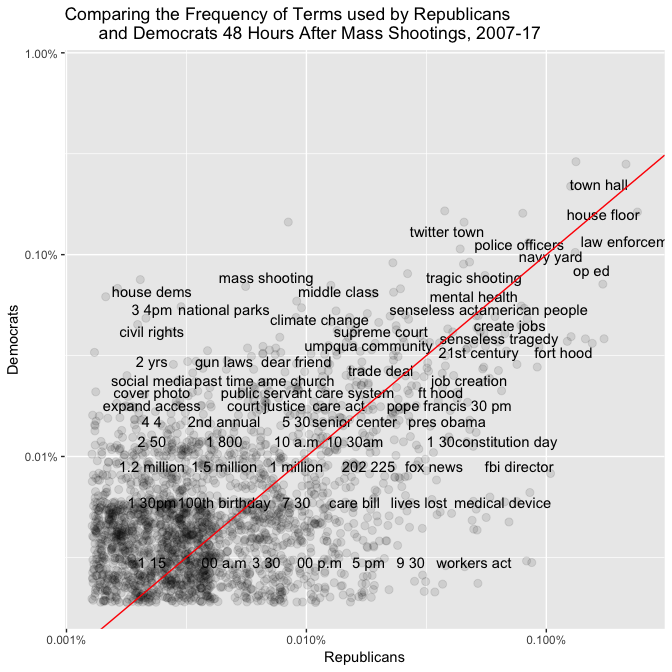 Comparing the Frequency of Terms used by Republicans
and Democrats 48 Hours After Mass Shootings, 2007-17
1.00%
town hall
house floor
twitter town
police officers
law enforcem
0.10%
navy yard
op ed
mass shooting
tragic shooting
house dems
middle class
mental health
3 4pm
national parks
senseless act
american people
climate change
create jobs
civil rights
supreme court
senseless tragedy
umpqua community
21st century
fort hood
2 yrs
gun laws
dear friend
trade deal
social media
past time
ame church
job creation
cover photo
public servant
care system
ft hood
expand access
court justice
care act
pope francis
30 pm
4 4
2nd annual
5 30
senior center
pres obama
2 50
1 800
10 a.m
10 30am
1 30
constitution day
0.01%
1.2 million
1.5 million
1 million
202 225
fox news
fbi director
1 30pm
100th birthday
7 30
care bill
lives lost
medical device
1 15
00 a.m
3 30
00 p.m
5 pm
9 30
workers act
Democrats
0.001%
0.010%
0.100%
Republicans